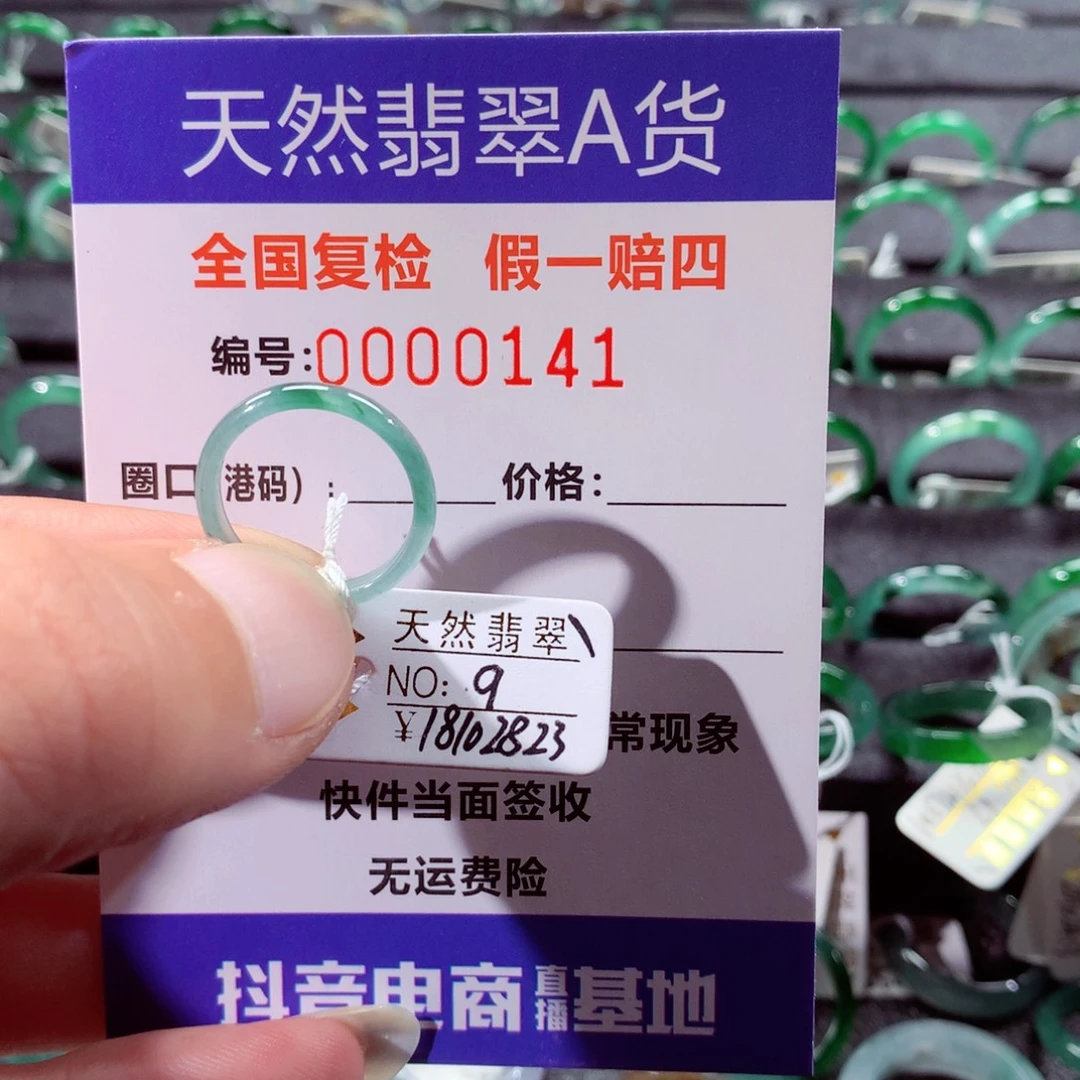 天然翡翠A货
全国复检 假一赔四
编号:0000141
圈口(港码):______ 价格:______
天然翡翠
NO: 9
¥18102823
常现象
快件当面签收
无运费险
抖音电商直播基地